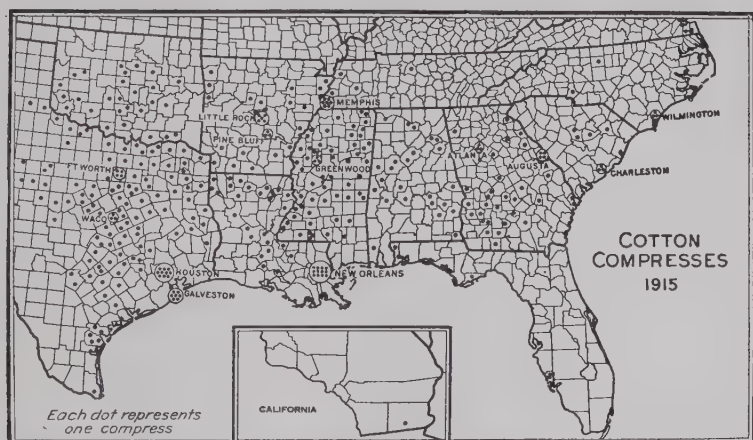 MEMPHIS
LITTLE ROCK
WILMINGTON
PINE BLUFF
ATLANTA
GREENWOOD
AUGUSTA
FT WORTH
CHARLESTON
WACO
COTTON
COMPRESSES
1915
HOUSTON
NEW ORLEANS
GALVESTON
CALIFORNIA
Each dot represents
one compress